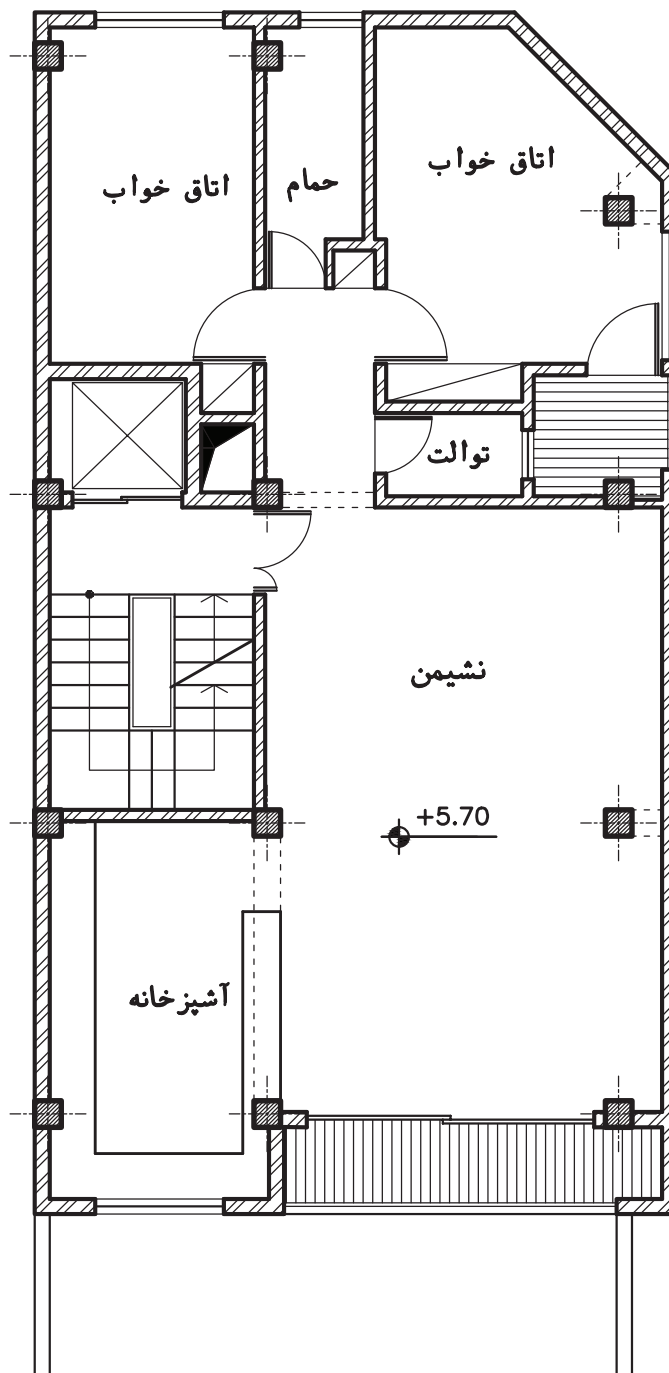 اتاق خواب
حمام
اتاق خواب
توالت
نشیمن
+5.70
آشپزخانه